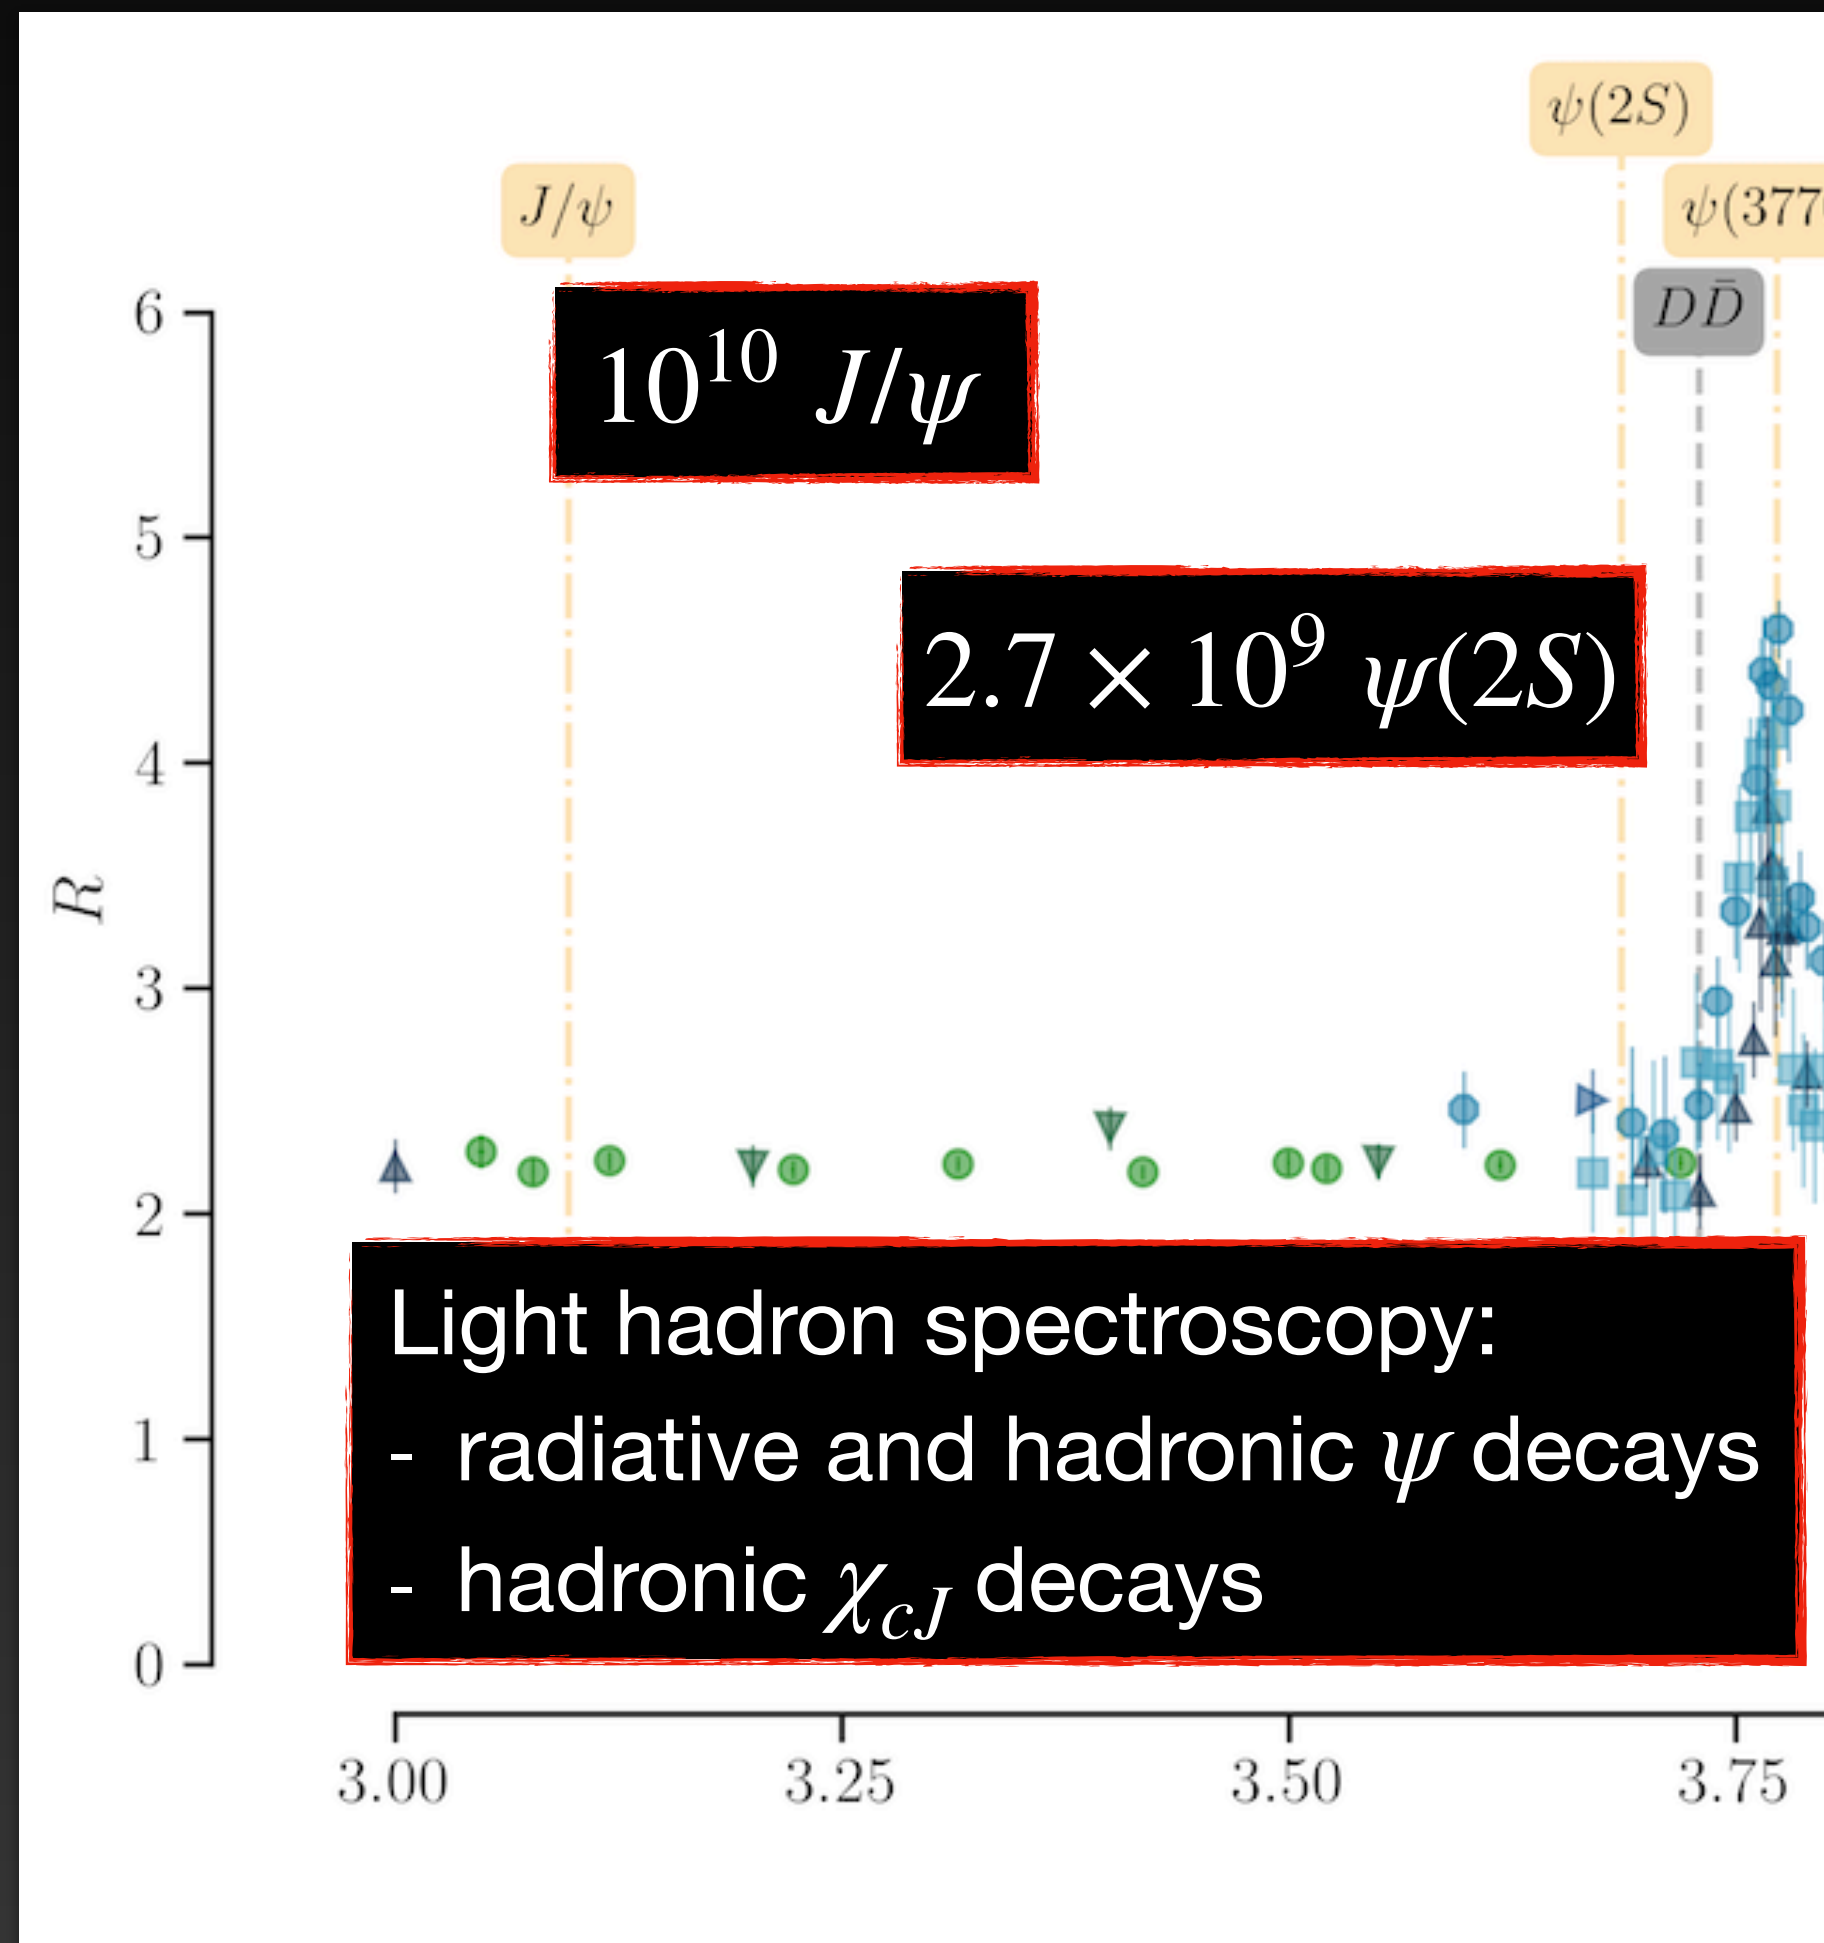 ψ(2S)
J/ψ
ψ(377
DD̄
6
10¹⁰ J/ψ
5
2.7 × 10⁹ ψ(2S)
4
R
3
2
Light hadron spectroscopy:
- radiative and hadronic ψ decays
1
- hadronic χ_cJ decays
0
3.00 3.25 3.50 3.75